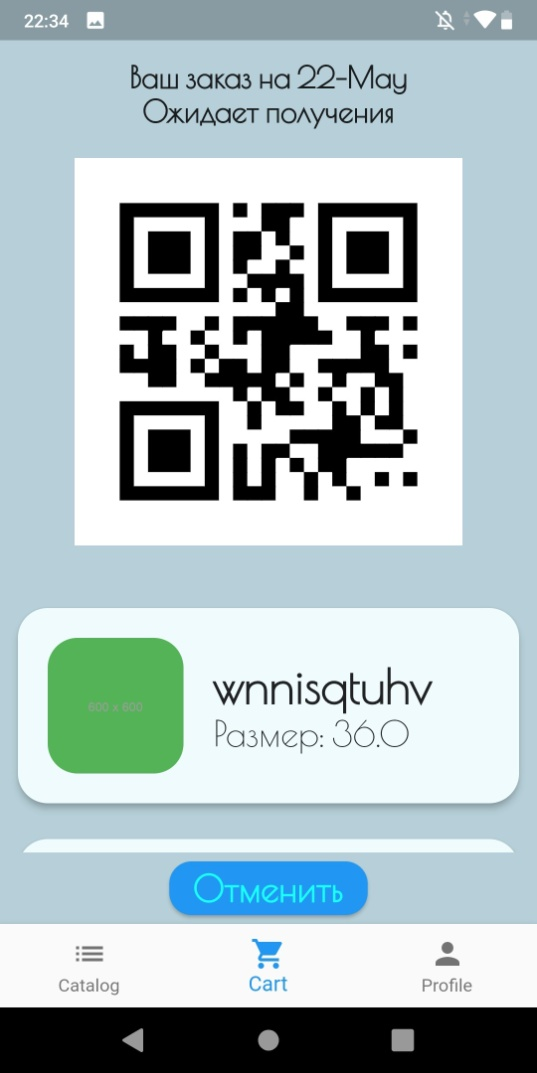 22:34
Ваш заказ на 22-May
Ожидает получения
600 x 600
wnnisqtuhv
Размер: 36.0
Отменить
Catalog
Cart
Profile